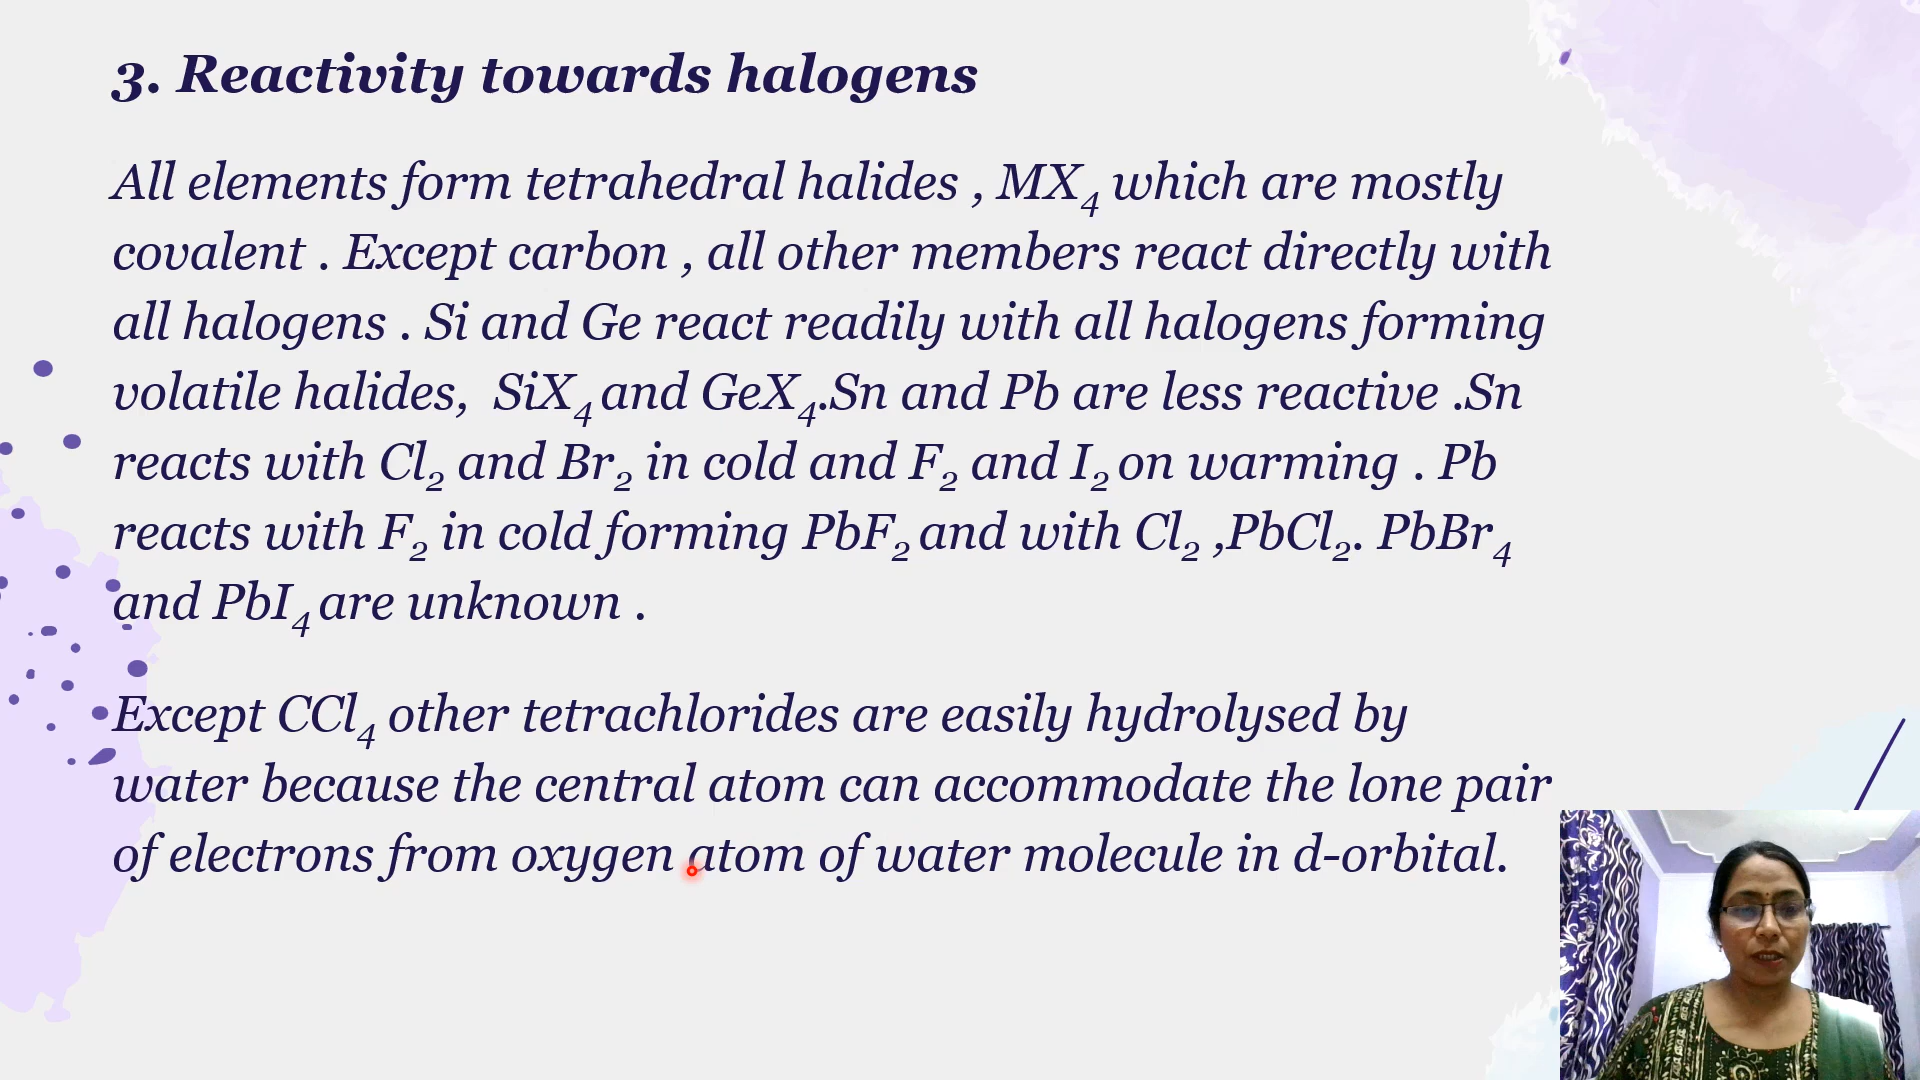 3. Reactivity towards halogens
All elements form tetrahedral halides , MX₄ which are mostly
covalent . Except carbon , all other members react directly with
all halogens . Si and Ge react readily with all halogens forming
volatile halides, SiX₄ and GeX₄.Sn and Pb are less reactive .Sn
reacts with Cl₂ and Br₂ in cold and F₂ and I₂ on warming . Pb
reacts with F₂ in cold forming PbF₂ and with Cl₂ ,PbCl₂. PbBr₄
and PbI₄ are unknown .
Except CCl₄ other tetrachlorides are easily hydrolysed by
water because the central atom can accommodate the lone pair
of electrons from oxygen atom of water molecule in d-orbital.